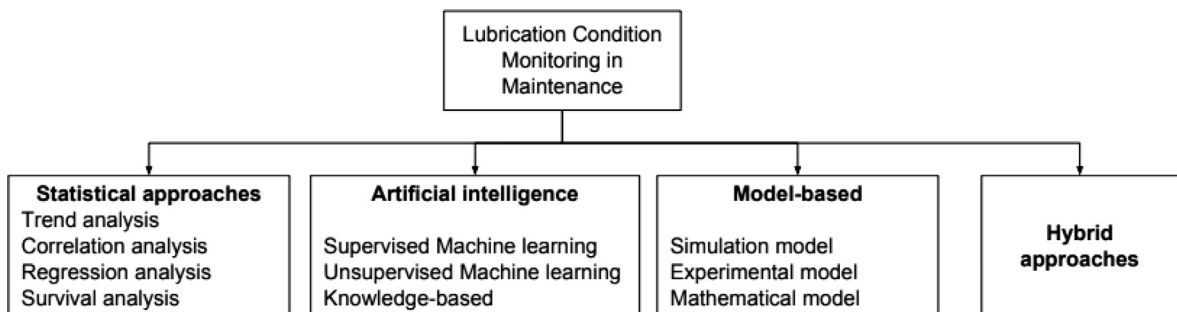 Lubrication Condition
Monitoring in
Maintenance
Statistical approaches
Trend analysis
Correlation analysis
Regression analysis
Survival analysis
Artificial intelligence
Supervised Machine learning
Unsupervised Machine learning
Knowledge-based
Model-based
Simulation model
Experimental model
Mathematical model
Hybrid
approaches